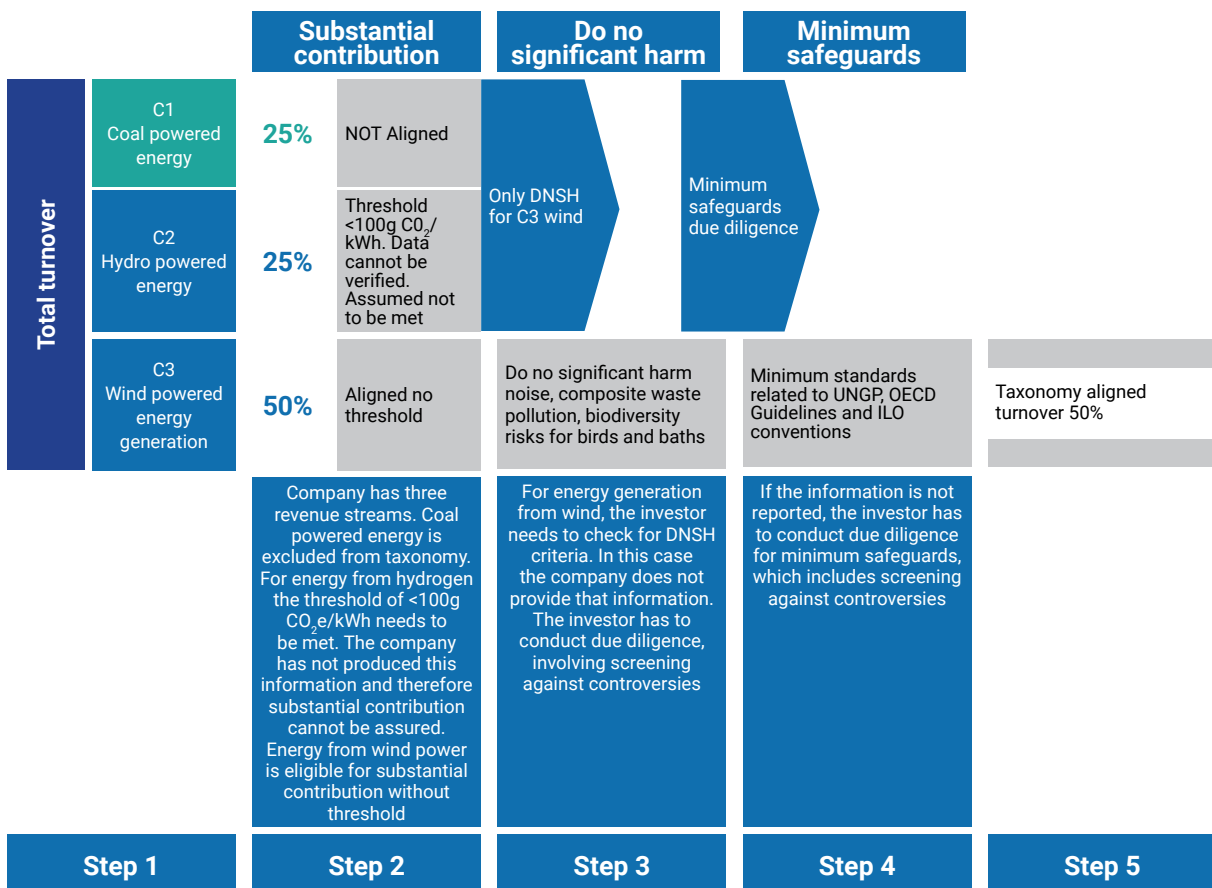 Substantial
contribution
Do no
significant harm
Minimum
safeguards
Total turnover
C1
Coal powered
energy
25%
NOT Aligned
C2
Hydro powered
energy
25%
Threshold
<100g C0₂/
kWh. Data
cannot be
verified.
Assumed not
to be met
Only DNSH
for C3 wind
Minimum
safeguards
due diligence
C3
Wind powered
energy
generation
50%
Aligned no
threshold
Do no significant harm
noise, composite waste
pollution, biodiversity
risks for birds and baths
Minimum standards
related to UNGP, OECD
Guidelines and ILO
conventions
Taxonomy aligned
turnover 50%
Company has three
revenue streams. Coal
powered energy is
excluded from taxonomy.
For energy from hydrogen
the threshold of <100g
CO₂e/kWh needs to
be met. The company
has not produced this
information and therefore
substantial contribution
cannot be assured.
Energy from wind power
is eligible for substantial
contribution without
threshold
For energy generation
from wind, the investor
needs to check for DNSH
criteria. In this case
the company does not
provide that information.
The investor has to
conduct due diligence,
involving screening
against controversies
If the information is not
reported, the investor has
to conduct due diligence
for minimum safeguards,
which includes screening
against controversies
Step 1
Step 2
Step 3
Step 4
Step 5